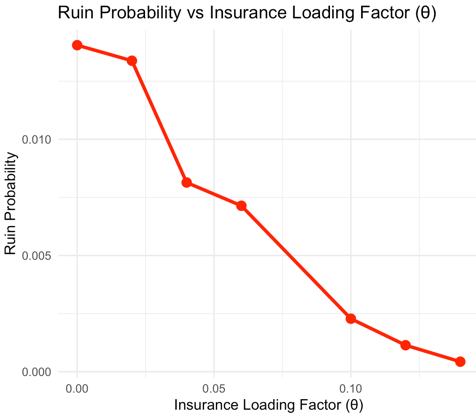 Ruin Probability vs Insurance Loading Factor (θ)
Ruin Probability
0.010
0.005
0.000
0.00
0.05
0.10
Insurance Loading Factor (θ)